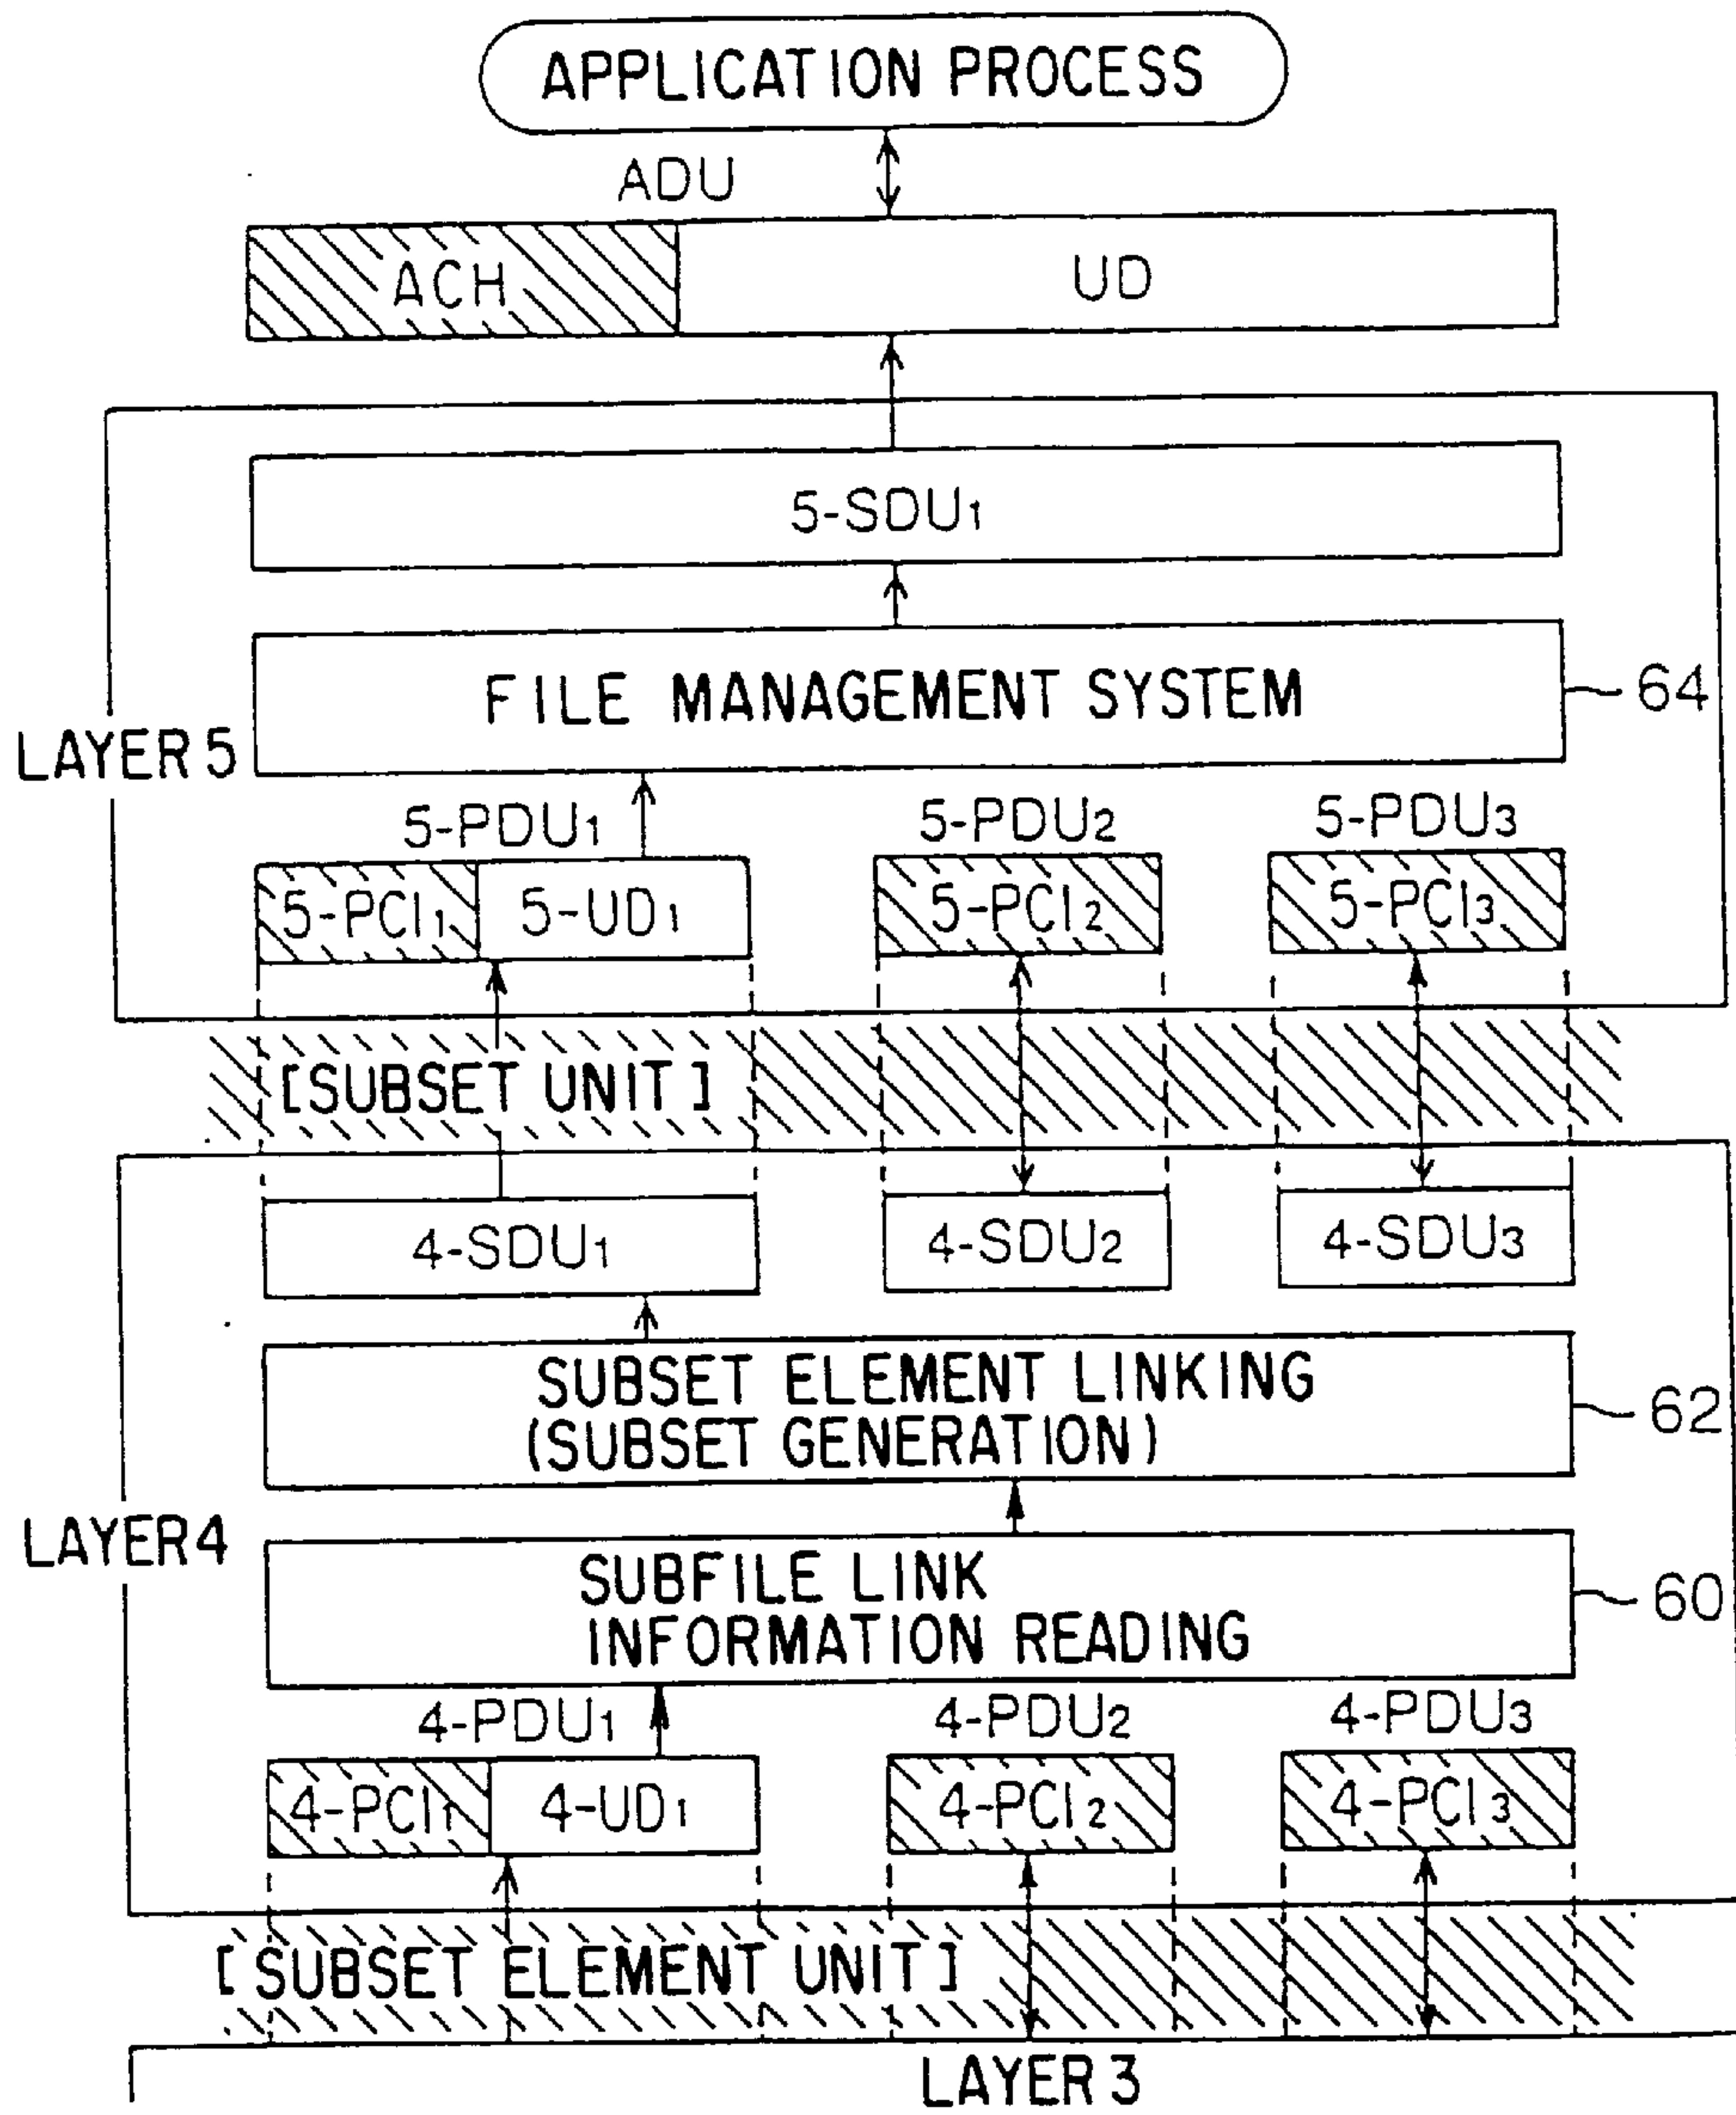 APPLICATION PROCESS
ADU
ACH UD
5-SDU1
FILE MANAGEMENT SYSTEM
64
LAYER 5
5-PDU1 5-PDU2 5-PDU3
5-PCI1 5-UD1 5-PCI2 5-PCI3
[SUBSET UNIT]
4-SDU1 4-SDU2 4-SDU3
SUBSET ELEMENT LINKING
(SUBSET GENERATION)
62
LAYER4
SUBFILE LINK
INFORMATION READING
60
4-PDU1 4-PDU2 4-PDU3
4-PCI1 4-UD1 4-PCI2 4-PCI3
[SUBSET ELEMENT UNIT]
LAYER 3